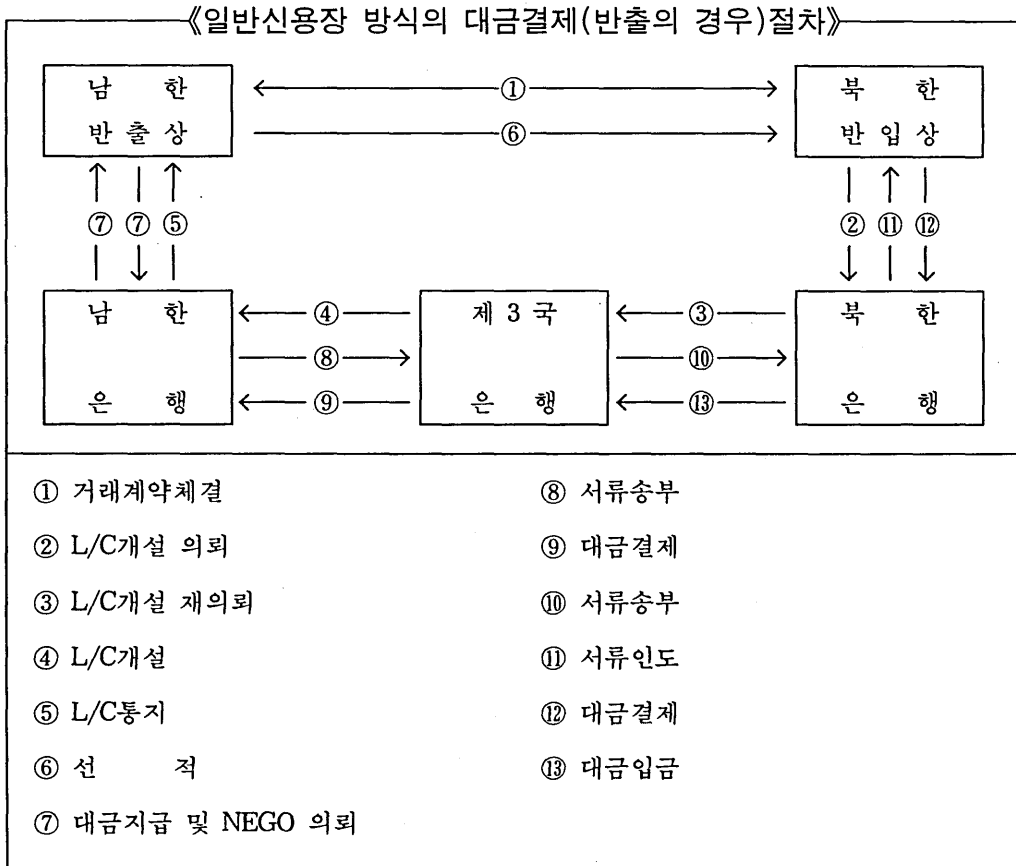 《일반신용장 방식의 대금결제(반출의 경우)절차》
남 한 ① 북 한
반 출 상 ⑥ 반 입 상
⑦ ⑦ ⑤ ② ⑪ ⑫
남 한 ④ 제 3 국 ③ 북 한
⑧ ⑩
은 행 ⑨ 은 행 ⑬ 은 행
① 거래계약체결
② L/C개설 의뢰
③ L/C개설 재의뢰
④ L/C개설
⑤ L/C통지
⑥ 선 적
⑦ 대금지급 및 NEGO 의뢰
⑧ 서류송부
⑨ 대금결제
⑩ 서류송부
⑪ 서류인도
⑫ 대금결제
⑬ 대금입금